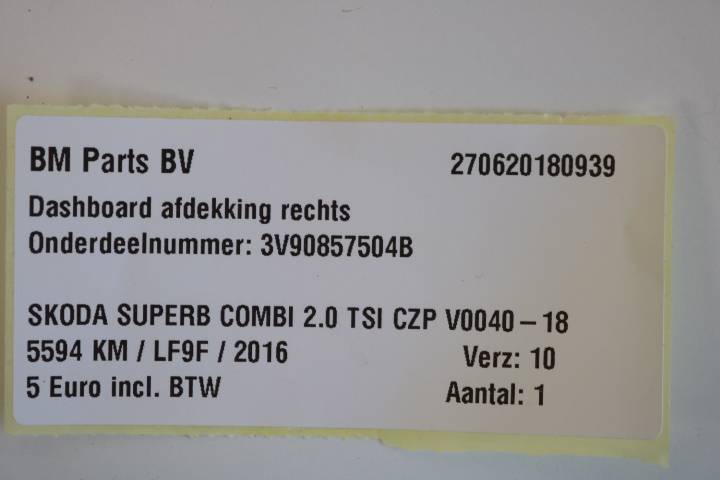 BM Parts BV 270620180939
Dashboard afdekking rechts
Onderdeelnummer: 3V90857504B
SKODA SUPERB COMBI 2.0 TSI CZP V0040-18
5594 KM / LF9F / 2016 Verz: 10
5 Euro incl. BTW Aantal: 1